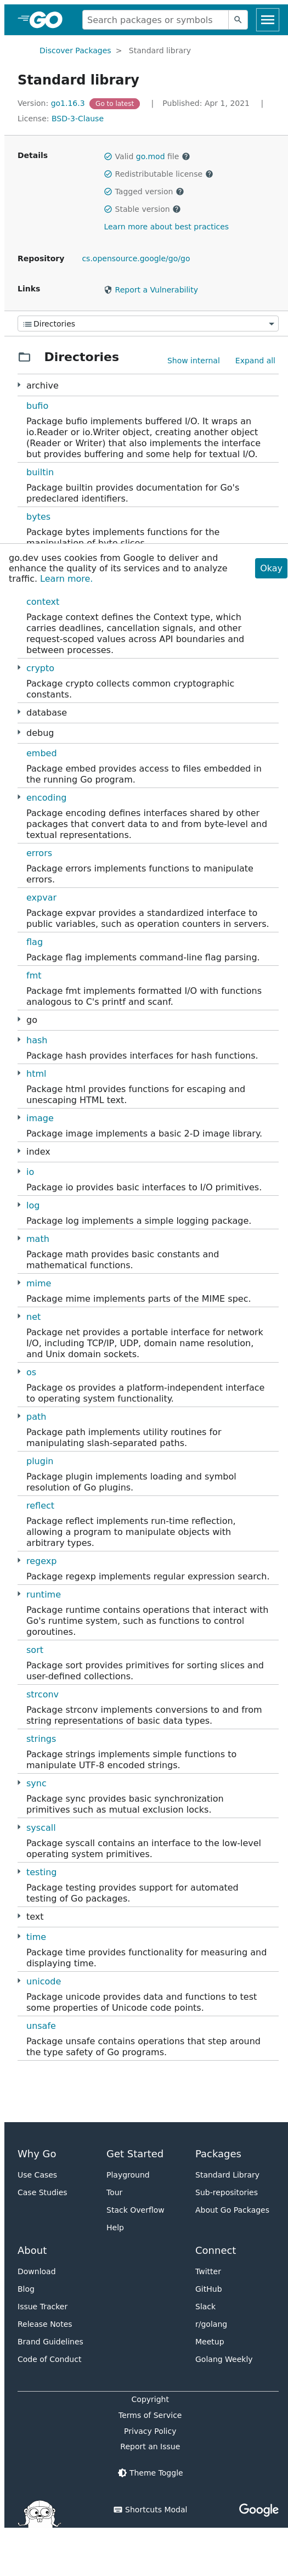 GO
Search packages or symbols
Discover Packages > Standard library
Standard library
Version: go1.16.3 Go to latest | Published: Apr 1, 2021 |
License: BSD-3-Clause
Details
Valid go.mod file
Redistributable license
Tagged version
Stable version
Learn more about best practices
Repository
cs.opensource.google/go/go
Links
Report a Vulnerability
Directories
Directories
Show internal
Expand all
archive
bufio
Package bufio implements buffered I/O. It wraps an
io.Reader or io.Writer object, creating another object
(Reader or Writer) that also implements the interface
but provides buffering and some help for textual I/O.
builtin
Package builtin provides documentation for Go's
predeclared identifiers.
bytes
Package bytes implements functions for the
manipulation of byte slices.
go.dev uses cookies from Google to deliver and
enhance the quality of its services and to analyze
traffic. Learn more.
Okay
context
Package context defines the Context type, which
carries deadlines, cancellation signals, and other
request-scoped values across API boundaries and
between processes.
crypto
Package crypto collects common cryptographic
constants.
database
debug
embed
Package embed provides access to files embedded in
the running Go program.
encoding
Package encoding defines interfaces shared by other
packages that convert data to and from byte-level and
textual representations.
errors
Package errors implements functions to manipulate
errors.
expvar
Package expvar provides a standardized interface to
public variables, such as operation counters in servers.
flag
Package flag implements command-line flag parsing.
fmt
Package fmt implements formatted I/O with functions
analogous to C's printf and scanf.
go
hash
Package hash provides interfaces for hash functions.
html
Package html provides functions for escaping and
unescaping HTML text.
image
Package image implements a basic 2-D image library.
index
io
Package io provides basic interfaces to I/O primitives.
log
Package log implements a simple logging package.
math
Package math provides basic constants and
mathematical functions.
mime
Package mime implements parts of the MIME spec.
net
Package net provides a portable interface for network
I/O, including TCP/IP, UDP, domain name resolution,
and Unix domain sockets.
os
Package os provides a platform-independent interface
to operating system functionality.
path
Package path implements utility routines for
manipulating slash-separated paths.
plugin
Package plugin implements loading and symbol
resolution of Go plugins.
reflect
Package reflect implements run-time reflection,
allowing a program to manipulate objects with
arbitrary types.
regexp
Package regexp implements regular expression search.
runtime
Package runtime contains operations that interact with
Go's runtime system, such as functions to control
goroutines.
sort
Package sort provides primitives for sorting slices and
user-defined collections.
strconv
Package strconv implements conversions to and from
string representations of basic data types.
strings
Package strings implements simple functions to
manipulate UTF-8 encoded strings.
sync
Package sync provides basic synchronization
primitives such as mutual exclusion locks.
syscall
Package syscall contains an interface to the low-level
operating system primitives.
testing
Package testing provides support for automated
testing of Go packages.
text
time
Package time provides functionality for measuring and
displaying time.
unicode
Package unicode provides data and functions to test
some properties of Unicode code points.
unsafe
Package unsafe contains operations that step around
the type safety of Go programs.
Why Go
Use Cases
Case Studies
Get Started
Playground
Tour
Stack Overflow
Help
Packages
Standard Library
Sub-repositories
About Go Packages
About
Download
Blog
Issue Tracker
Release Notes
Brand Guidelines
Code of Conduct
Connect
Twitter
GitHub
Slack
r/golang
Meetup
Golang Weekly
Copyright
Terms of Service
Privacy Policy
Report an Issue
Theme Toggle
Shortcuts Modal
Google